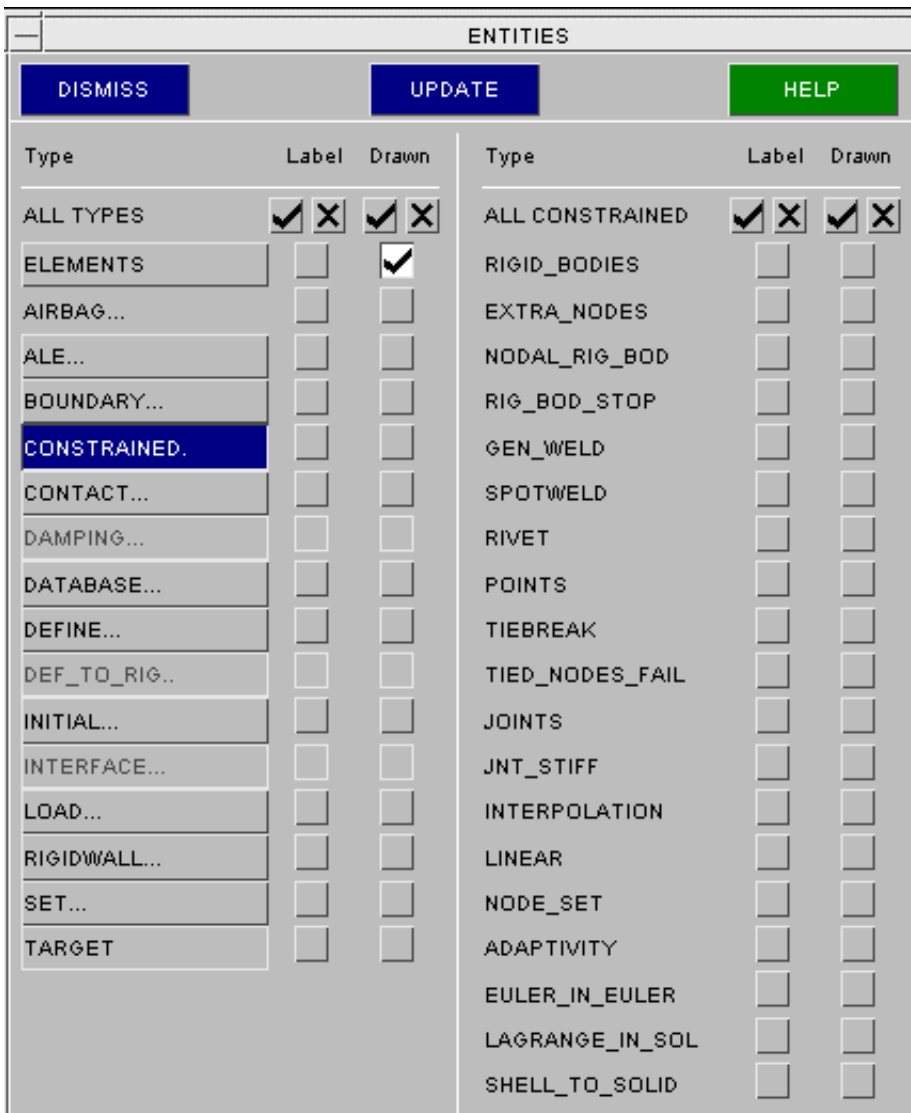 ENTITIES
DISMISS UPDATE HELP
Type Label Drawn
ALL TYPES
ELEMENTS
AIRBAG...
ALE...
BOUNDARY...
CONSTRAINED.
CONTACT...
DAMPING...
DATABASE...
DEFINE...
DEF_TO_RIG..
INITIAL...
INTERFACE...
LOAD...
RIGIDWALL...
SET...
TARGET
Type Label Drawn
ALL CONSTRAINED
RIGID_BODIES
EXTRA_NODES
NODAL_RIG_BOD
RIG_BOD_STOP
GEN_WELD
SPOTWELD
RIVET
POINTS
TIEBREAK
TIED_NODES_FAIL
JOINTS
JNT_STIFF
INTERPOLATION
LINEAR
NODE_SET
ADAPTIVITY
EULER_IN_EULER
LAGRANGE_IN_SOL
SHELL_TO_SOLID